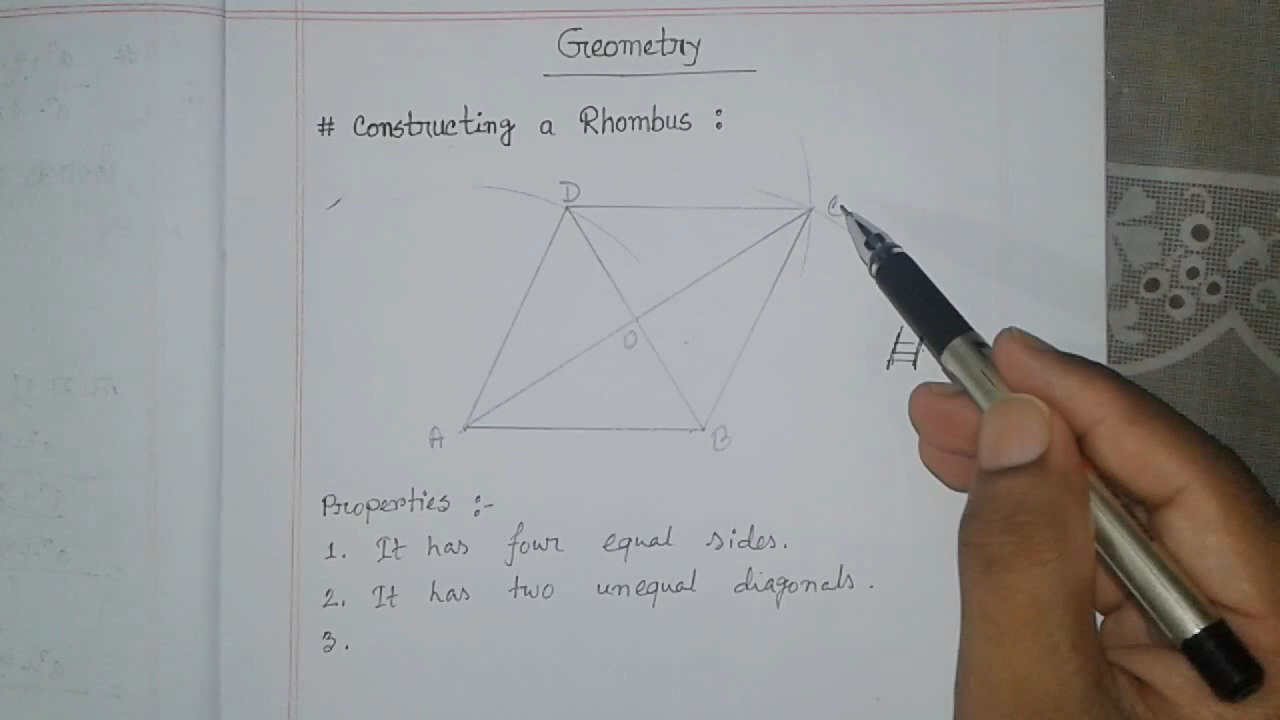 Geometry
# Constructing a Rhombus :
D
C
O
A
B
Properties :-
1. It has four equal sides.
2. It has two unequal diagonals.
3.